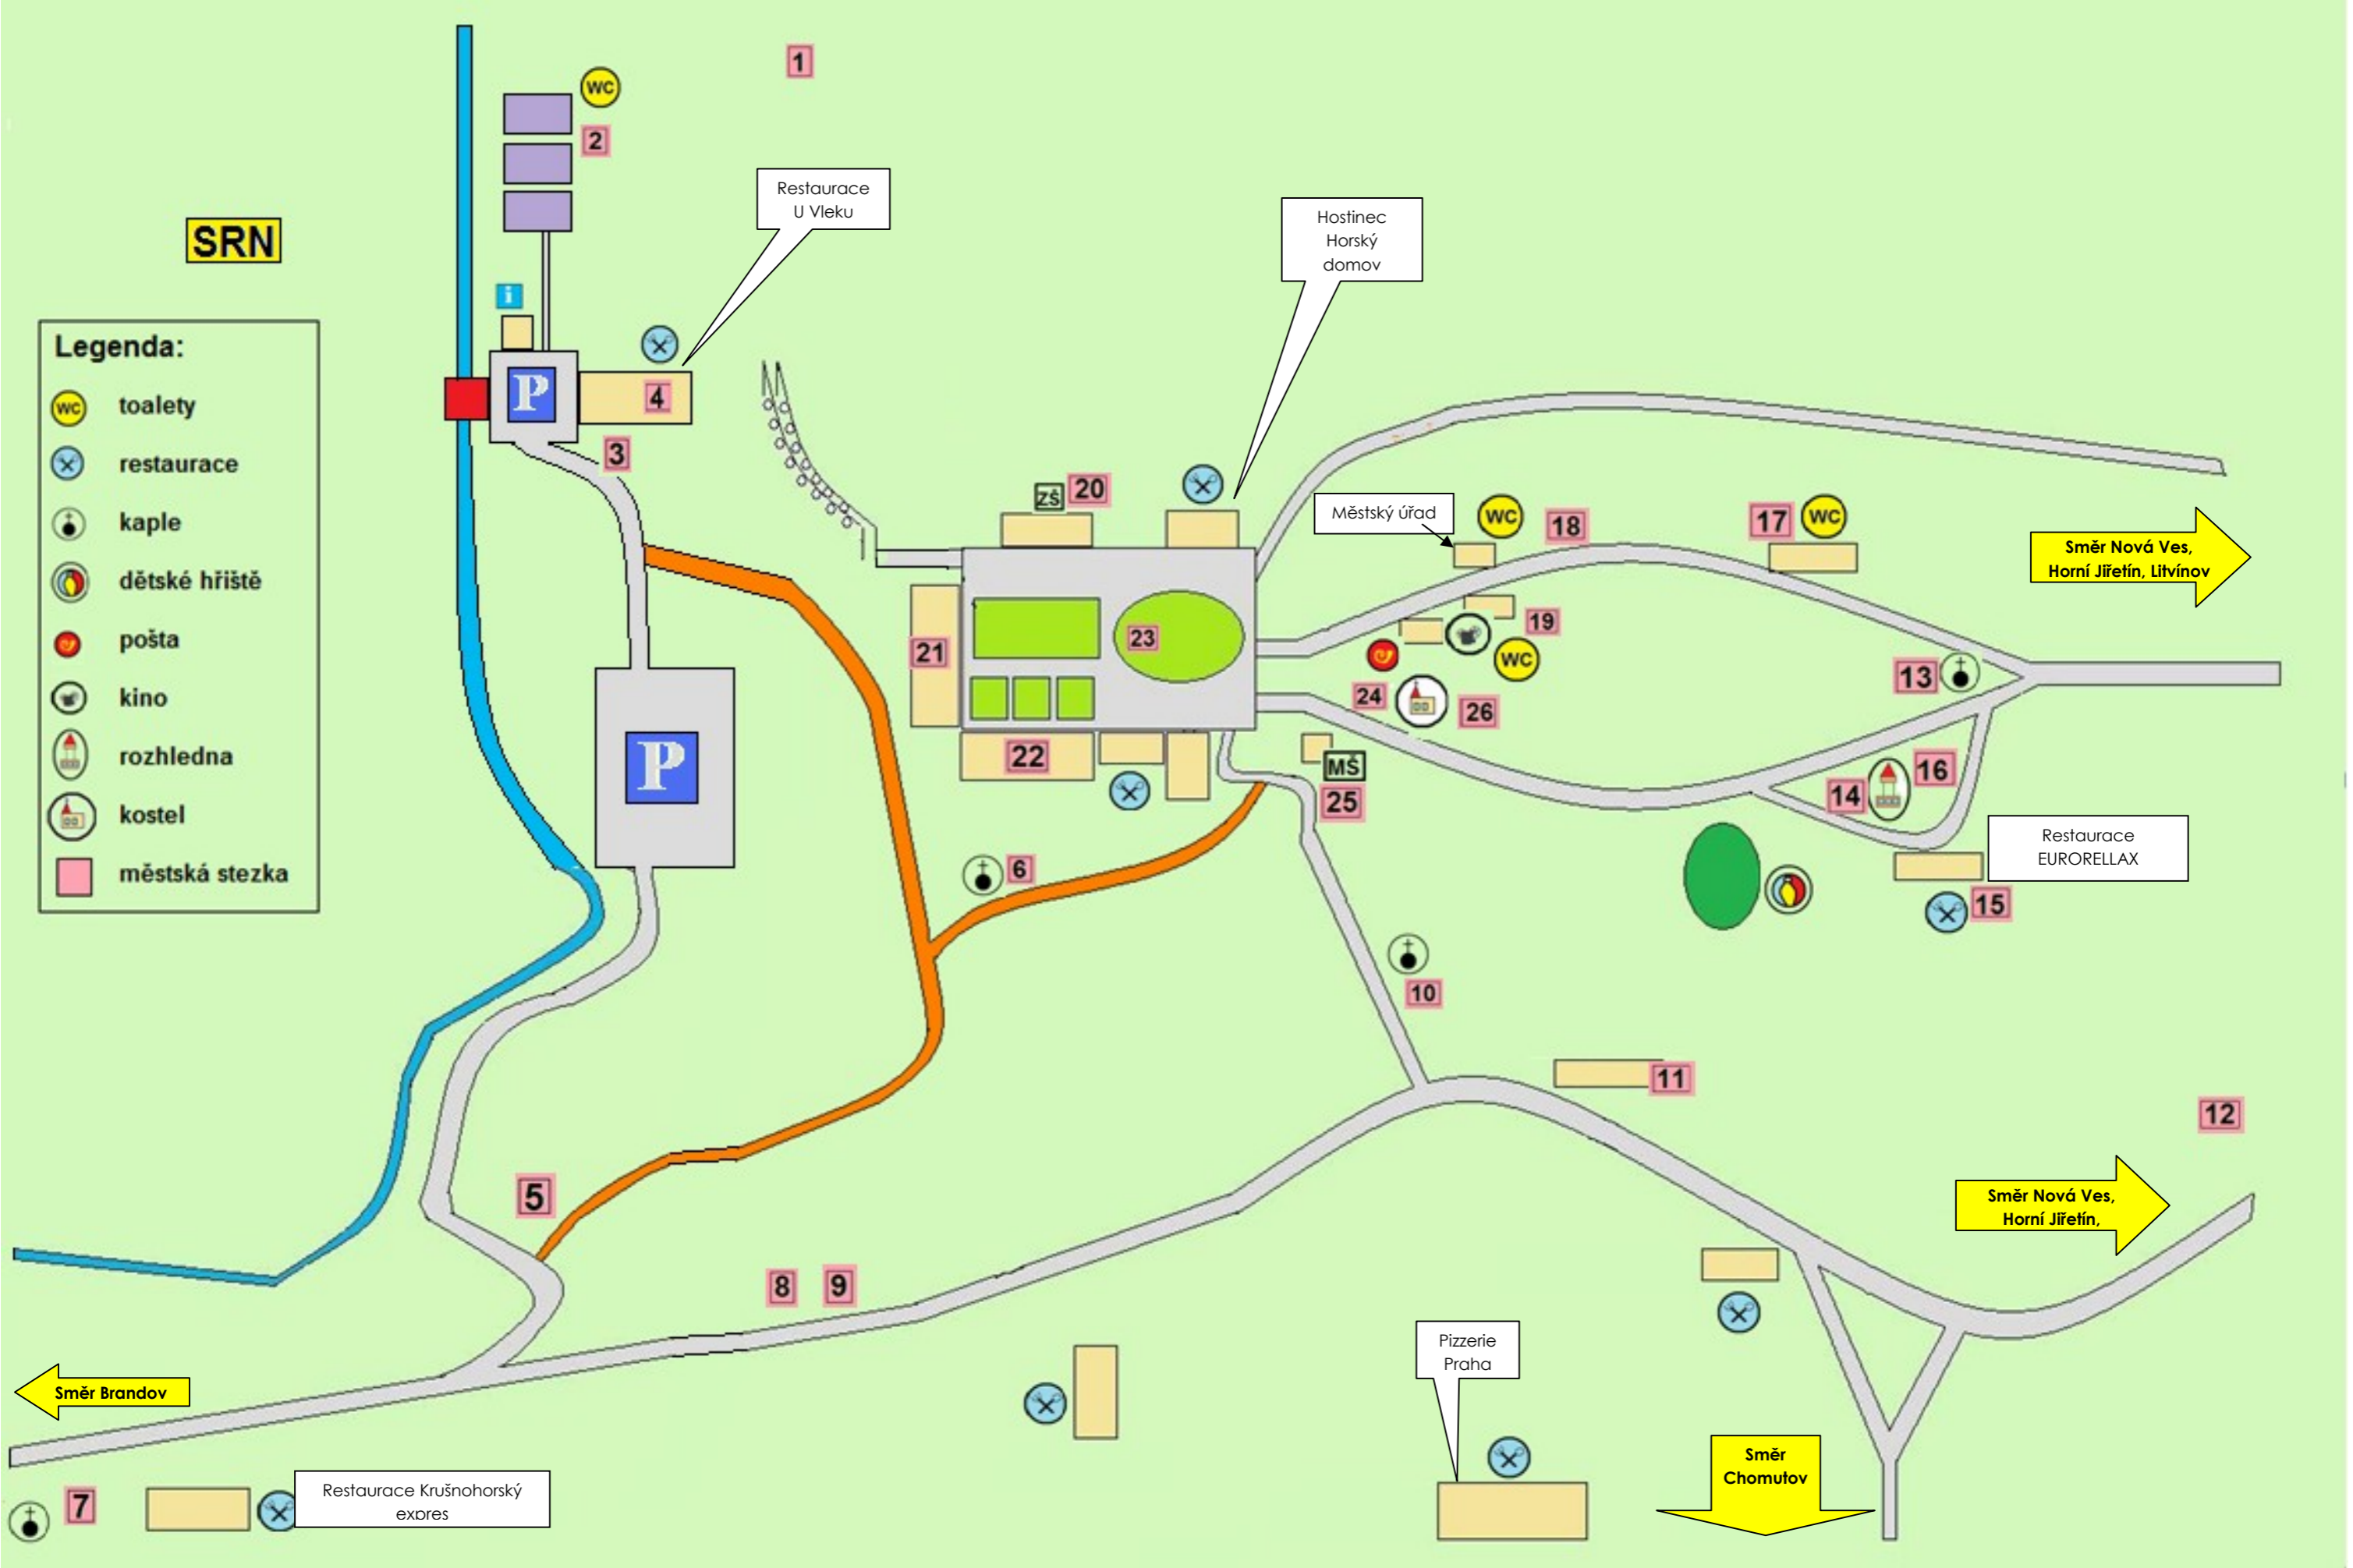 1
WC
2
Restaurace
U Vleku
Hostinec
Horský
domov
SRN
i
Legenda:
WC toalety
restaurace
kaple
dětské hřiště
pošta
kino
rozhledna
kostel
městská stezka
P
4
3
ZŠ 20
Městský úřad
WC
18
17 WC
Směr Nová Ves,
Horní Jiřetín, Litvínov
21
23
19
WC
24
26
13
22
MŠ
25
P
14
16
Restaurace
EURORELLAX
15
6
10
11
12
5
Směr Nová Ves,
Horní Jiřetín,
8 9
Pizzerie
Praha
Směr Brandov
Směr
Chomutov
7
Restaurace Krušnohorský
expres